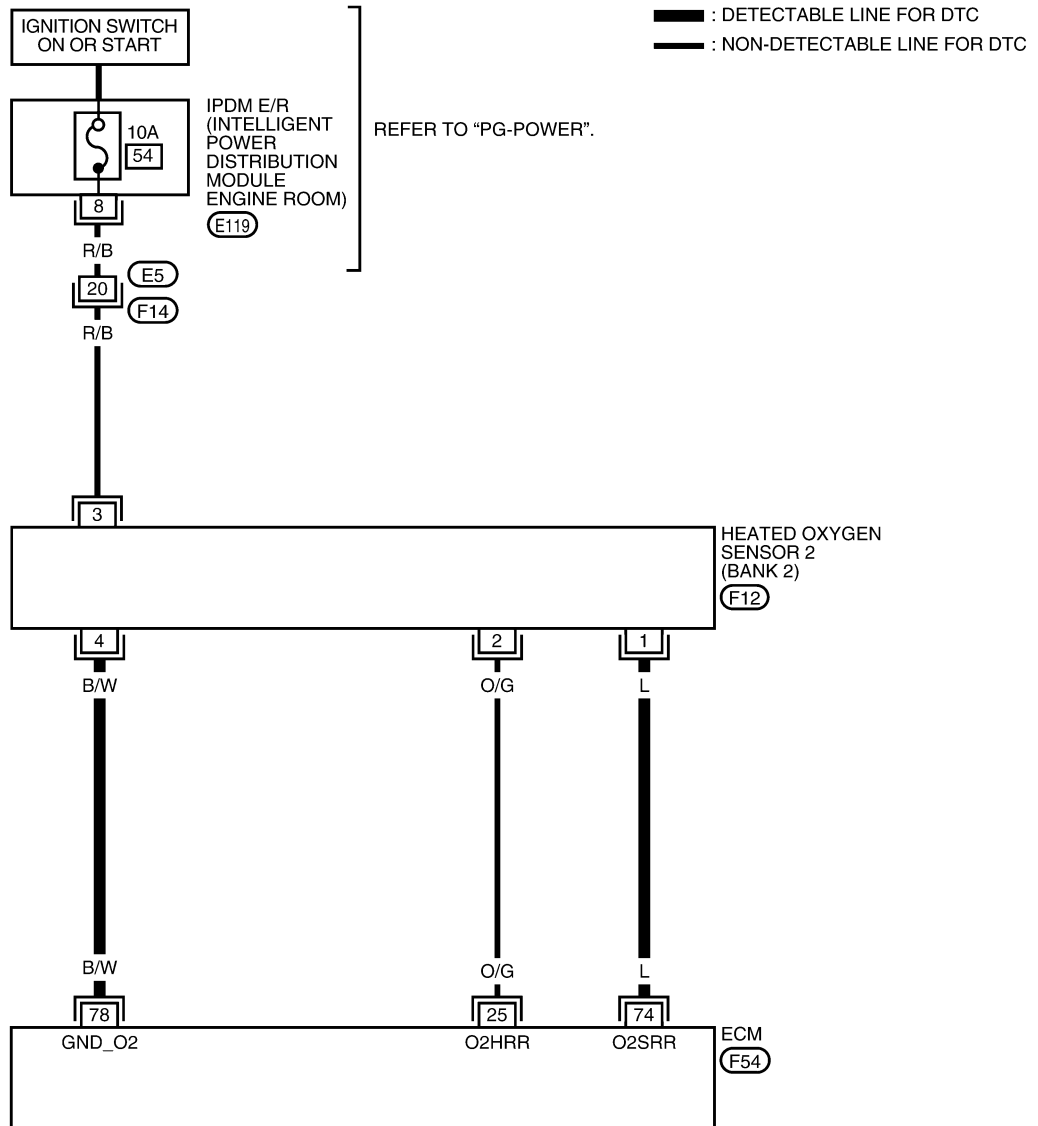 IGNITION SWITCH
ON OR START
: DETECTABLE LINE FOR DTC
: NON-DETECTABLE LINE FOR DTC
10A
54
IPDM E/R
(INTELLIGENT
POWER
DISTRIBUTION
MODULE
ENGINE ROOM)
E119
REFER TO “PG-POWER”.
8
R/B
20
E5
F14
R/B
3
HEATED OXYGEN
SENSOR 2
(BANK 2)
F12
4
2
1
B/W
O/G
L
B/W
O/G
L
78
25
74
GND_O2
O2HRR
O2SRR
ECM
F54